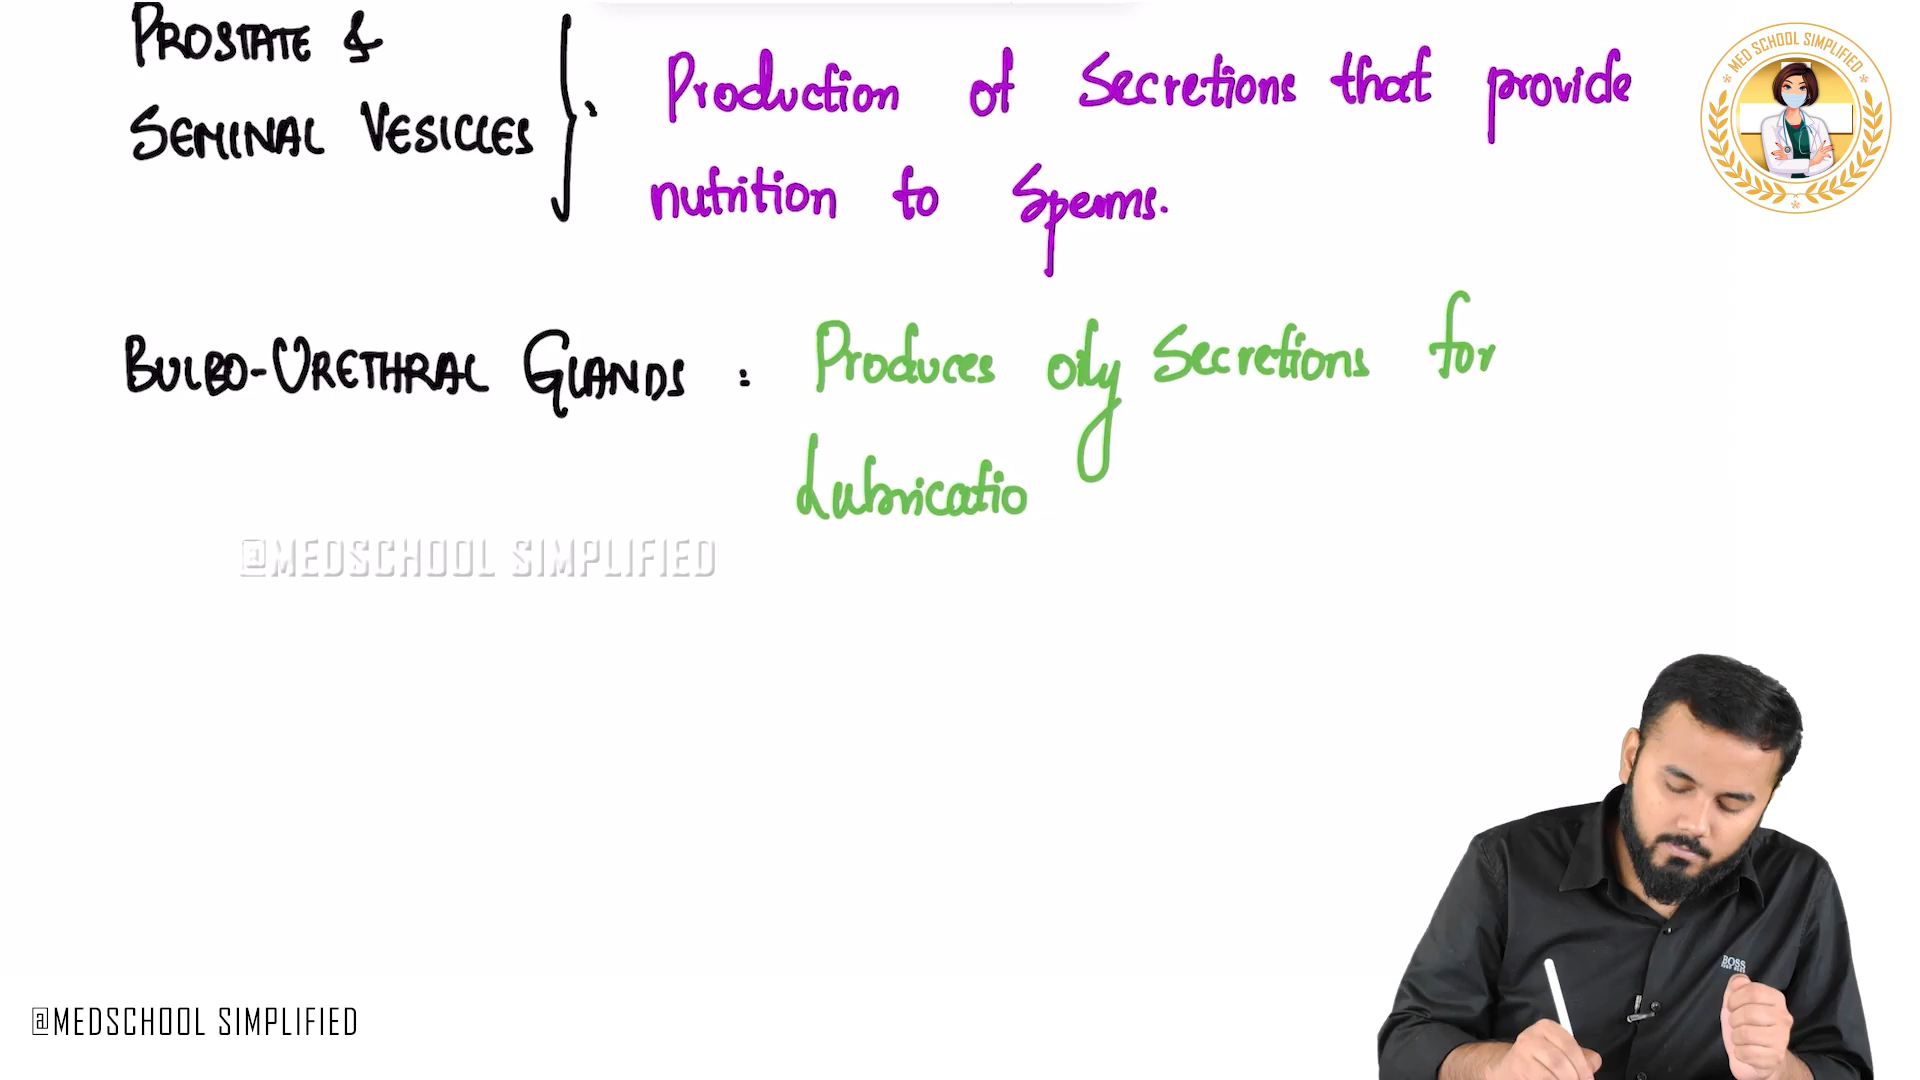 PROSTATE &
SEMINAL VESICLES
: Production of Secretions that provide
nutrition to Sperms.
BULBO-URETHRAL GLANDS : Produces oily Secretions for
Lubricatio
MED SCHOOL SIMPLIFIED
@MEDSCHOOL SIMPLIFIED
BOSS
@MEDSCHOOL SIMPLIFIED